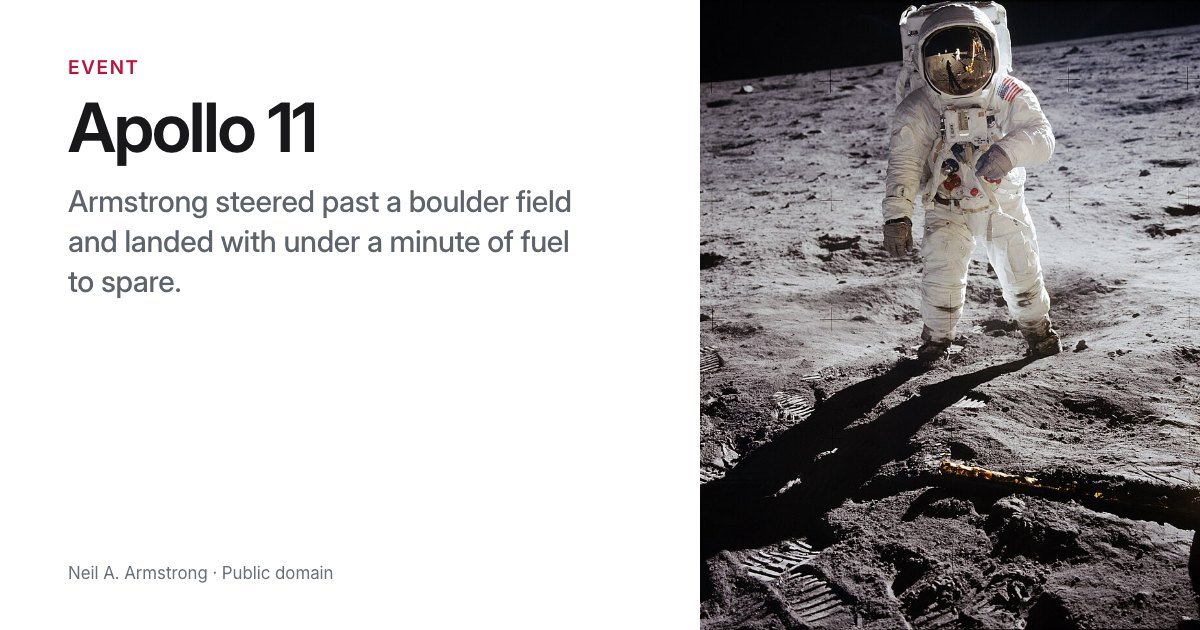 EVENT
Apollo 11
Armstrong steered past a boulder field
and landed with under a minute of fuel
to spare.
Neil A. Armstrong · Public domain